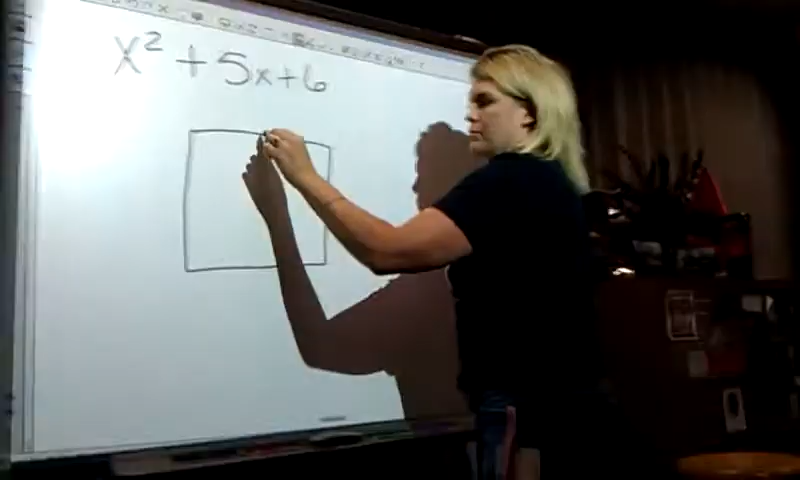 x² + 5x + 6